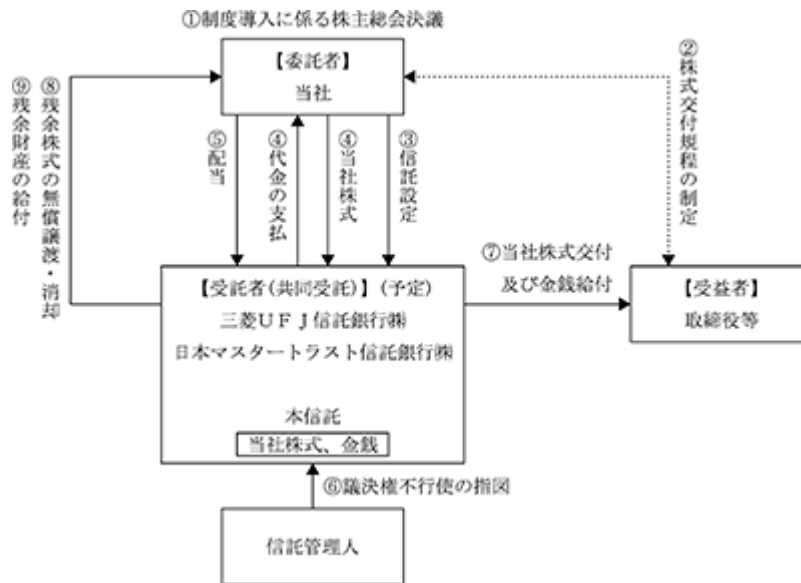 ①制度導入に係る株主総会決議
【委託者】
当社
⑨残余財産の給付
⑧残余株式の無償譲渡・消却
⑤配当
④代金の支払
④当社株式
③信託設定
②株式交付規程の制定
⑦当社株式交付
及び金銭給付
【受託者(共同受託)】(予定)
三菱UFJ信託銀行㈱
日本マスタートラスト信託銀行㈱
本信託
当社株式、金銭
【受益者】
取締役等
⑥議決権不行使の指図
信託管理人